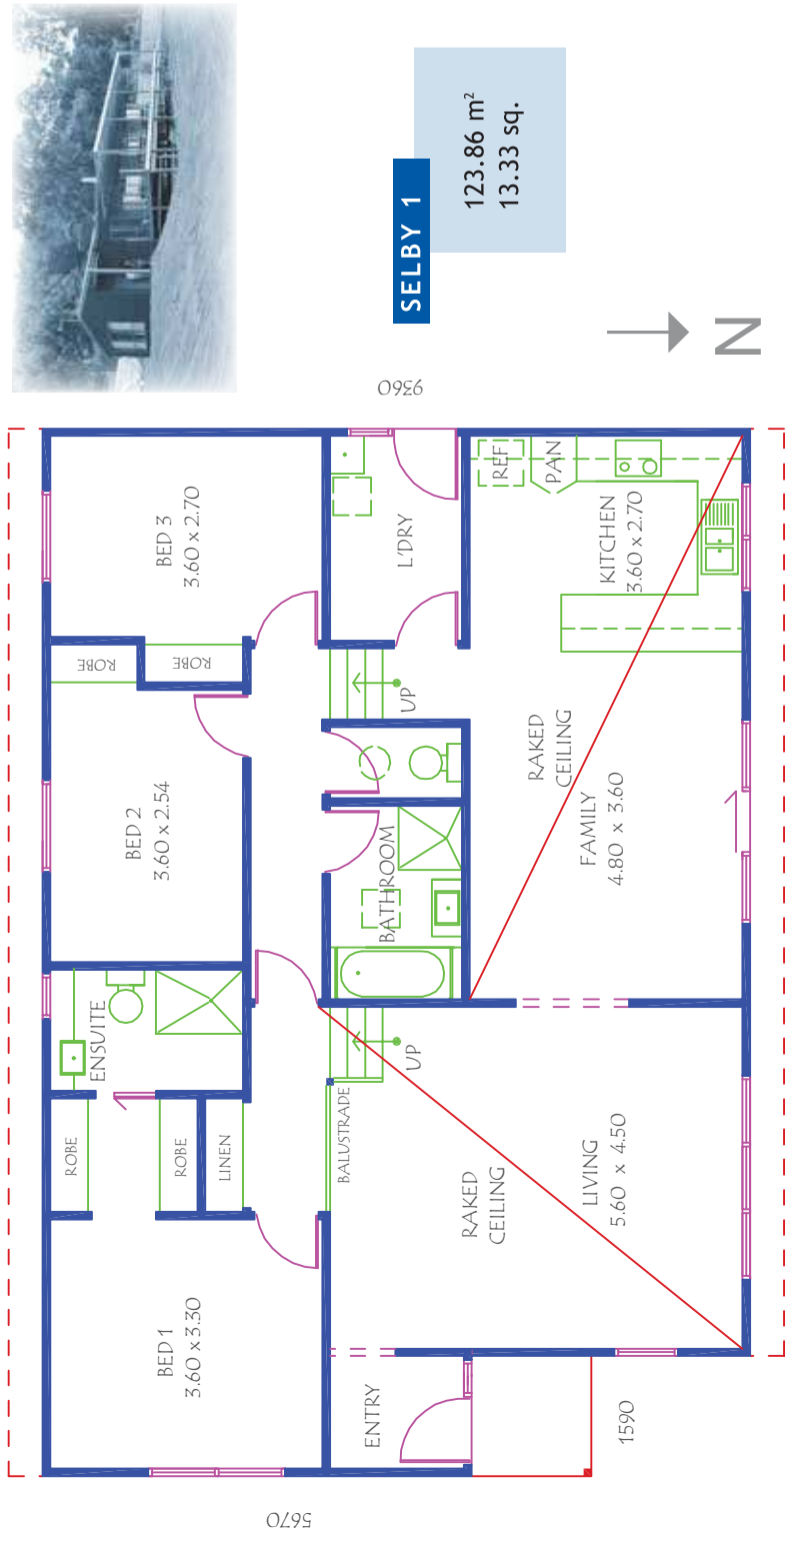 SELBY 1
123.86 m²
13.33 sq.
N
9360
BED 3
3.60 x 2.70
L'DRY
REF
PAN
KITCHEN
3.60 x 2.70
ROBE
ROBE
UP
BED 2
3.60 x 2.54
BATHROOM
RAKED
CEILING
FAMILY
4.80 x 3.60
ENSUITE
UP
ROBE
ROBE
LINEN
BALUSTRADE
RAKED
CEILING
LIVING
5.60 x 4.50
BED 1
3.60 x 3.30
ENTRY
1590
5670